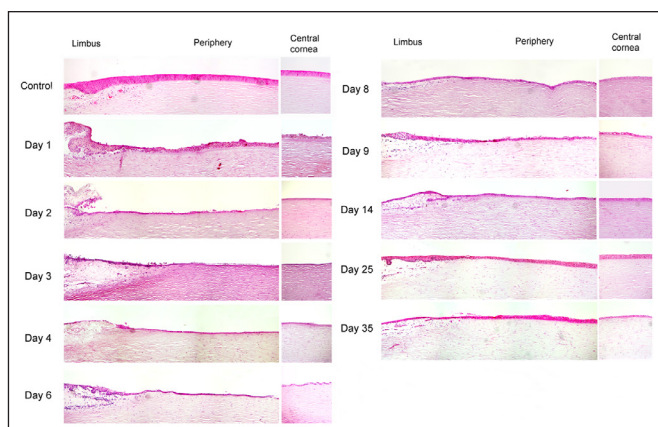 Limbus Periphery Central cornea
Control
Day 1
Day 2
Day 3
Day 4
Day 6
Limbus Periphery Central cornea
Day 8
Day 9
Day 14
Day 25
Day 35